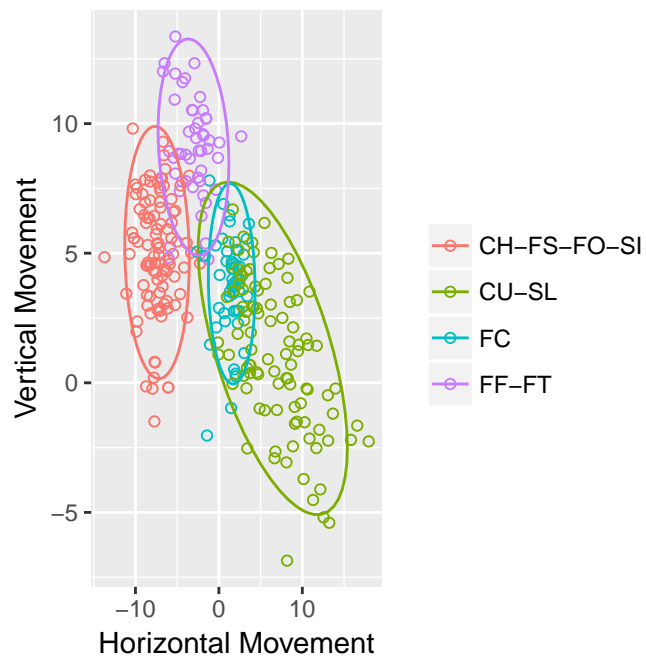 10
5
0
−5
−10
0
10
Vertical Movement
Horizontal Movement
CH−FS−FO−SI
CU−SL
FC
FF−FT